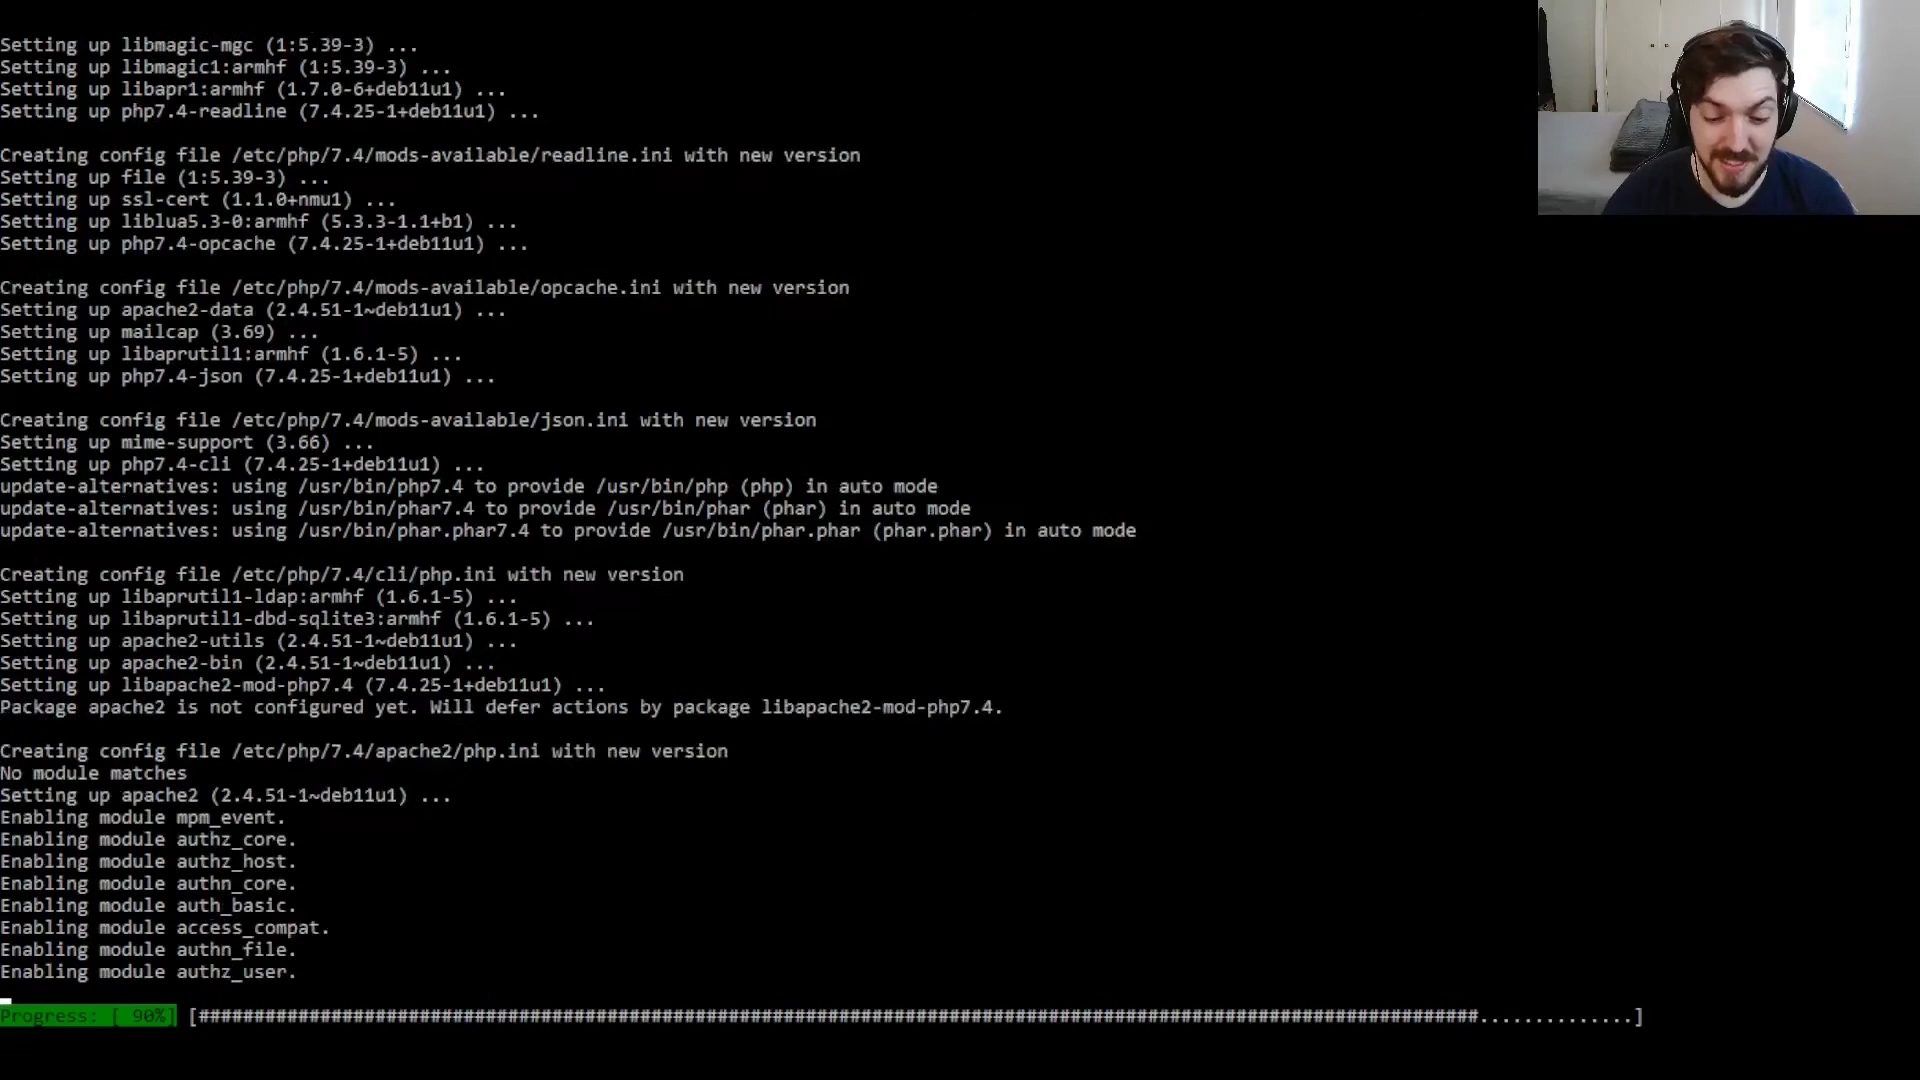 Setting up libmagic-mgc (1:5.39-3) ...
Setting up libmagic1:armhf (1:5.39-3) ...
Setting up libapr1:armhf (1.7.0-6+deb11u1) ...
Setting up php7.4-readline (7.4.25-1+deb11u1) ...
Creating config file /etc/php/7.4/mods-available/readline.ini with new version
Setting up file (1:5.39-3) ...
Setting up ssl-cert (1.1.0+nmu1) ...
Setting up liblua5.3-0:armhf (5.3.3-1.1+b1) ...
Setting up php7.4-opcache (7.4.25-1+deb11u1) ...
Creating config file /etc/php/7.4/mods-available/opcache.ini with new version
Setting up apache2-data (2.4.51-1~deb11u1) ...
Setting up mailcap (3.69) ...
Setting up libaprutil1:armhf (1.6.1-5) ...
Setting up php7.4-json (7.4.25-1+deb11u1) ...
Creating config file /etc/php/7.4/mods-available/json.ini with new version
Setting up mime-support (3.66) ...
Setting up php7.4-cli (7.4.25-1+deb11u1) ...
update-alternatives: using /usr/bin/php7.4 to provide /usr/bin/php (php) in auto mode
update-alternatives: using /usr/bin/phar7.4 to provide /usr/bin/phar (phar) in auto mode
update-alternatives: using /usr/bin/phar.phar7.4 to provide /usr/bin/phar.phar (phar.phar) in auto mode
Creating config file /etc/php/7.4/cli/php.ini with new version
Setting up libaprutil1-ldap:armhf (1.6.1-5) ...
Setting up libaprutil1-dbd-sqlite3:armhf (1.6.1-5) ...
Setting up apache2-utils (2.4.51-1~deb11u1) ...
Setting up apache2-bin (2.4.51-1~deb11u1) ...
Setting up libapache2-mod-php7.4 (7.4.25-1+deb11u1) ...
Package apache2 is not configured yet. Will defer actions by package libapache2-mod-php7.4.
Creating config file /etc/php/7.4/apache2/php.ini with new version
No module matches
Setting up apache2 (2.4.51-1~deb11u1) ...
Enabling module mpm_event.
Enabling module authz_core.
Enabling module authz_host.
Enabling module authn_core.
Enabling module auth_basic.
Enabling module access_compat.
Enabling module authn_file.
Enabling module authz_user.
Progress: [ 90%] [####################################################################################################################..............]